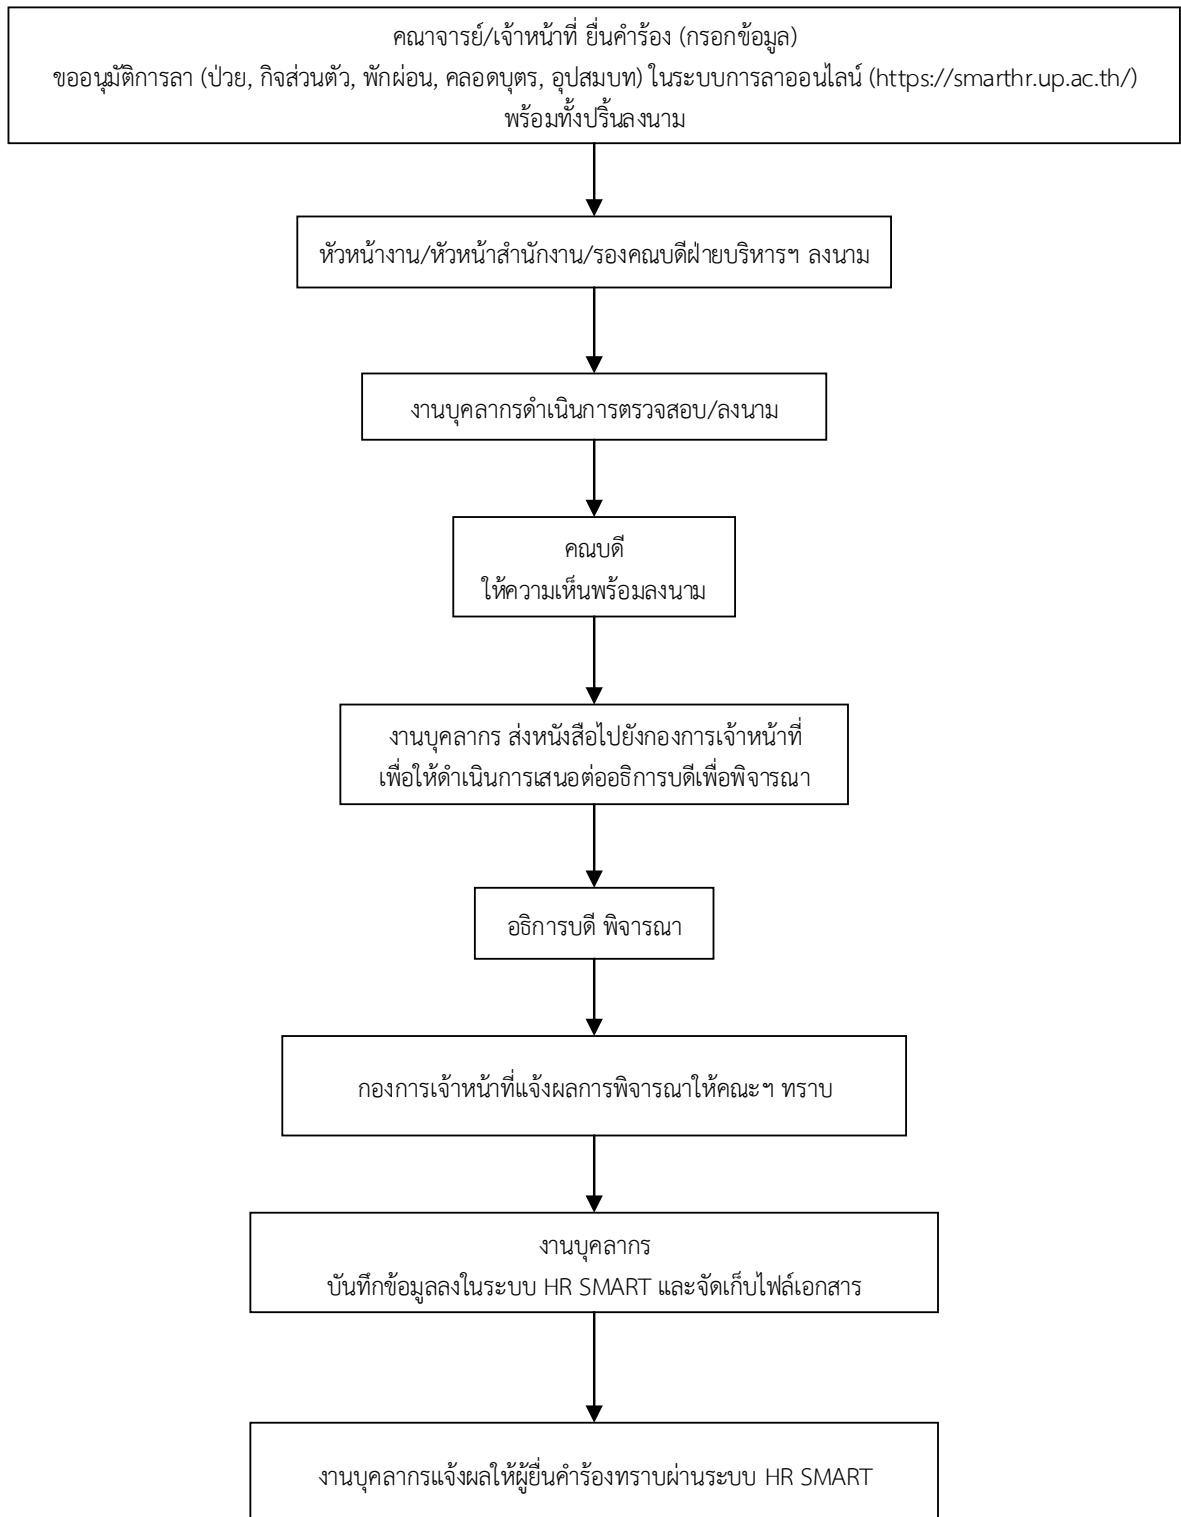 คณาจารย์/เจ้าหน้าที่ ยื่นคำร้อง (กรอกข้อมูล)
ขออนุมัติการลา (ป่วย, กิจส่วนตัว, พักผ่อน, คลอดบุตร, อุปสมบท) ในระบบการลาออนไลน์ (https://smarthr.up.ac.th/)
พร้อมทั้งปริ้นลงนาม
หัวหน้างาน/หัวหน้าสำนักงาน/รองคณบดีฝ่ายบริหารฯ ลงนาม
งานบุคลากรดำเนินการตรวจสอบ/ลงนาม
คณบดี
ให้ความเห็นพร้อมลงนาม
งานบุคลากร ส่งหนังสือไปยังกองการเจ้าหน้าที่
เพื่อให้ดำเนินการเสนอต่ออธิการบดีเพื่อพิจารณา
อธิการบดี พิจารณา
กองการเจ้าหน้าที่แจ้งผลการพิจารณาให้คณะฯ ทราบ
งานบุคลากร
บันทึกข้อมูลลงในระบบ HR SMART และจัดเก็บไฟล์เอกสาร
งานบุคลากรแจ้งผลให้ผู้ยื่นคำร้องทราบผ่านระบบ HR SMART